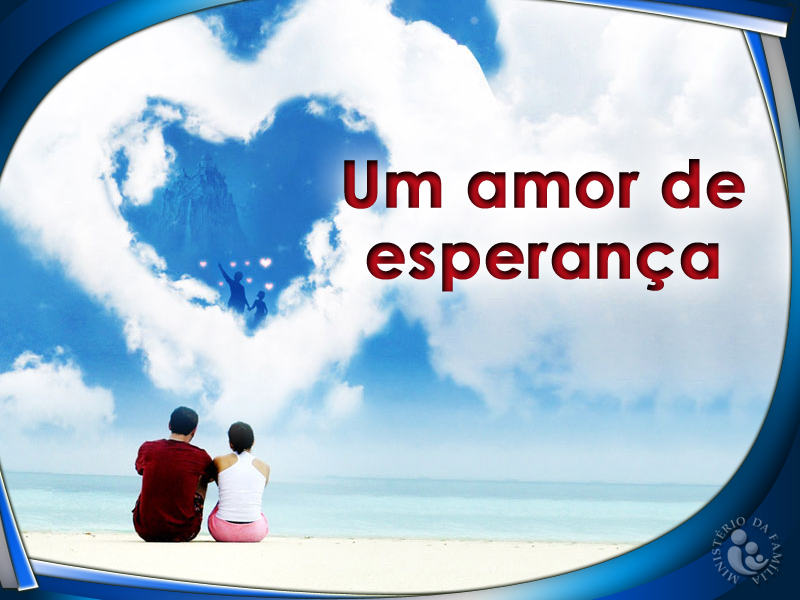 Um amor de
esperança
MINISTÉRIO DA FAMÍLIA